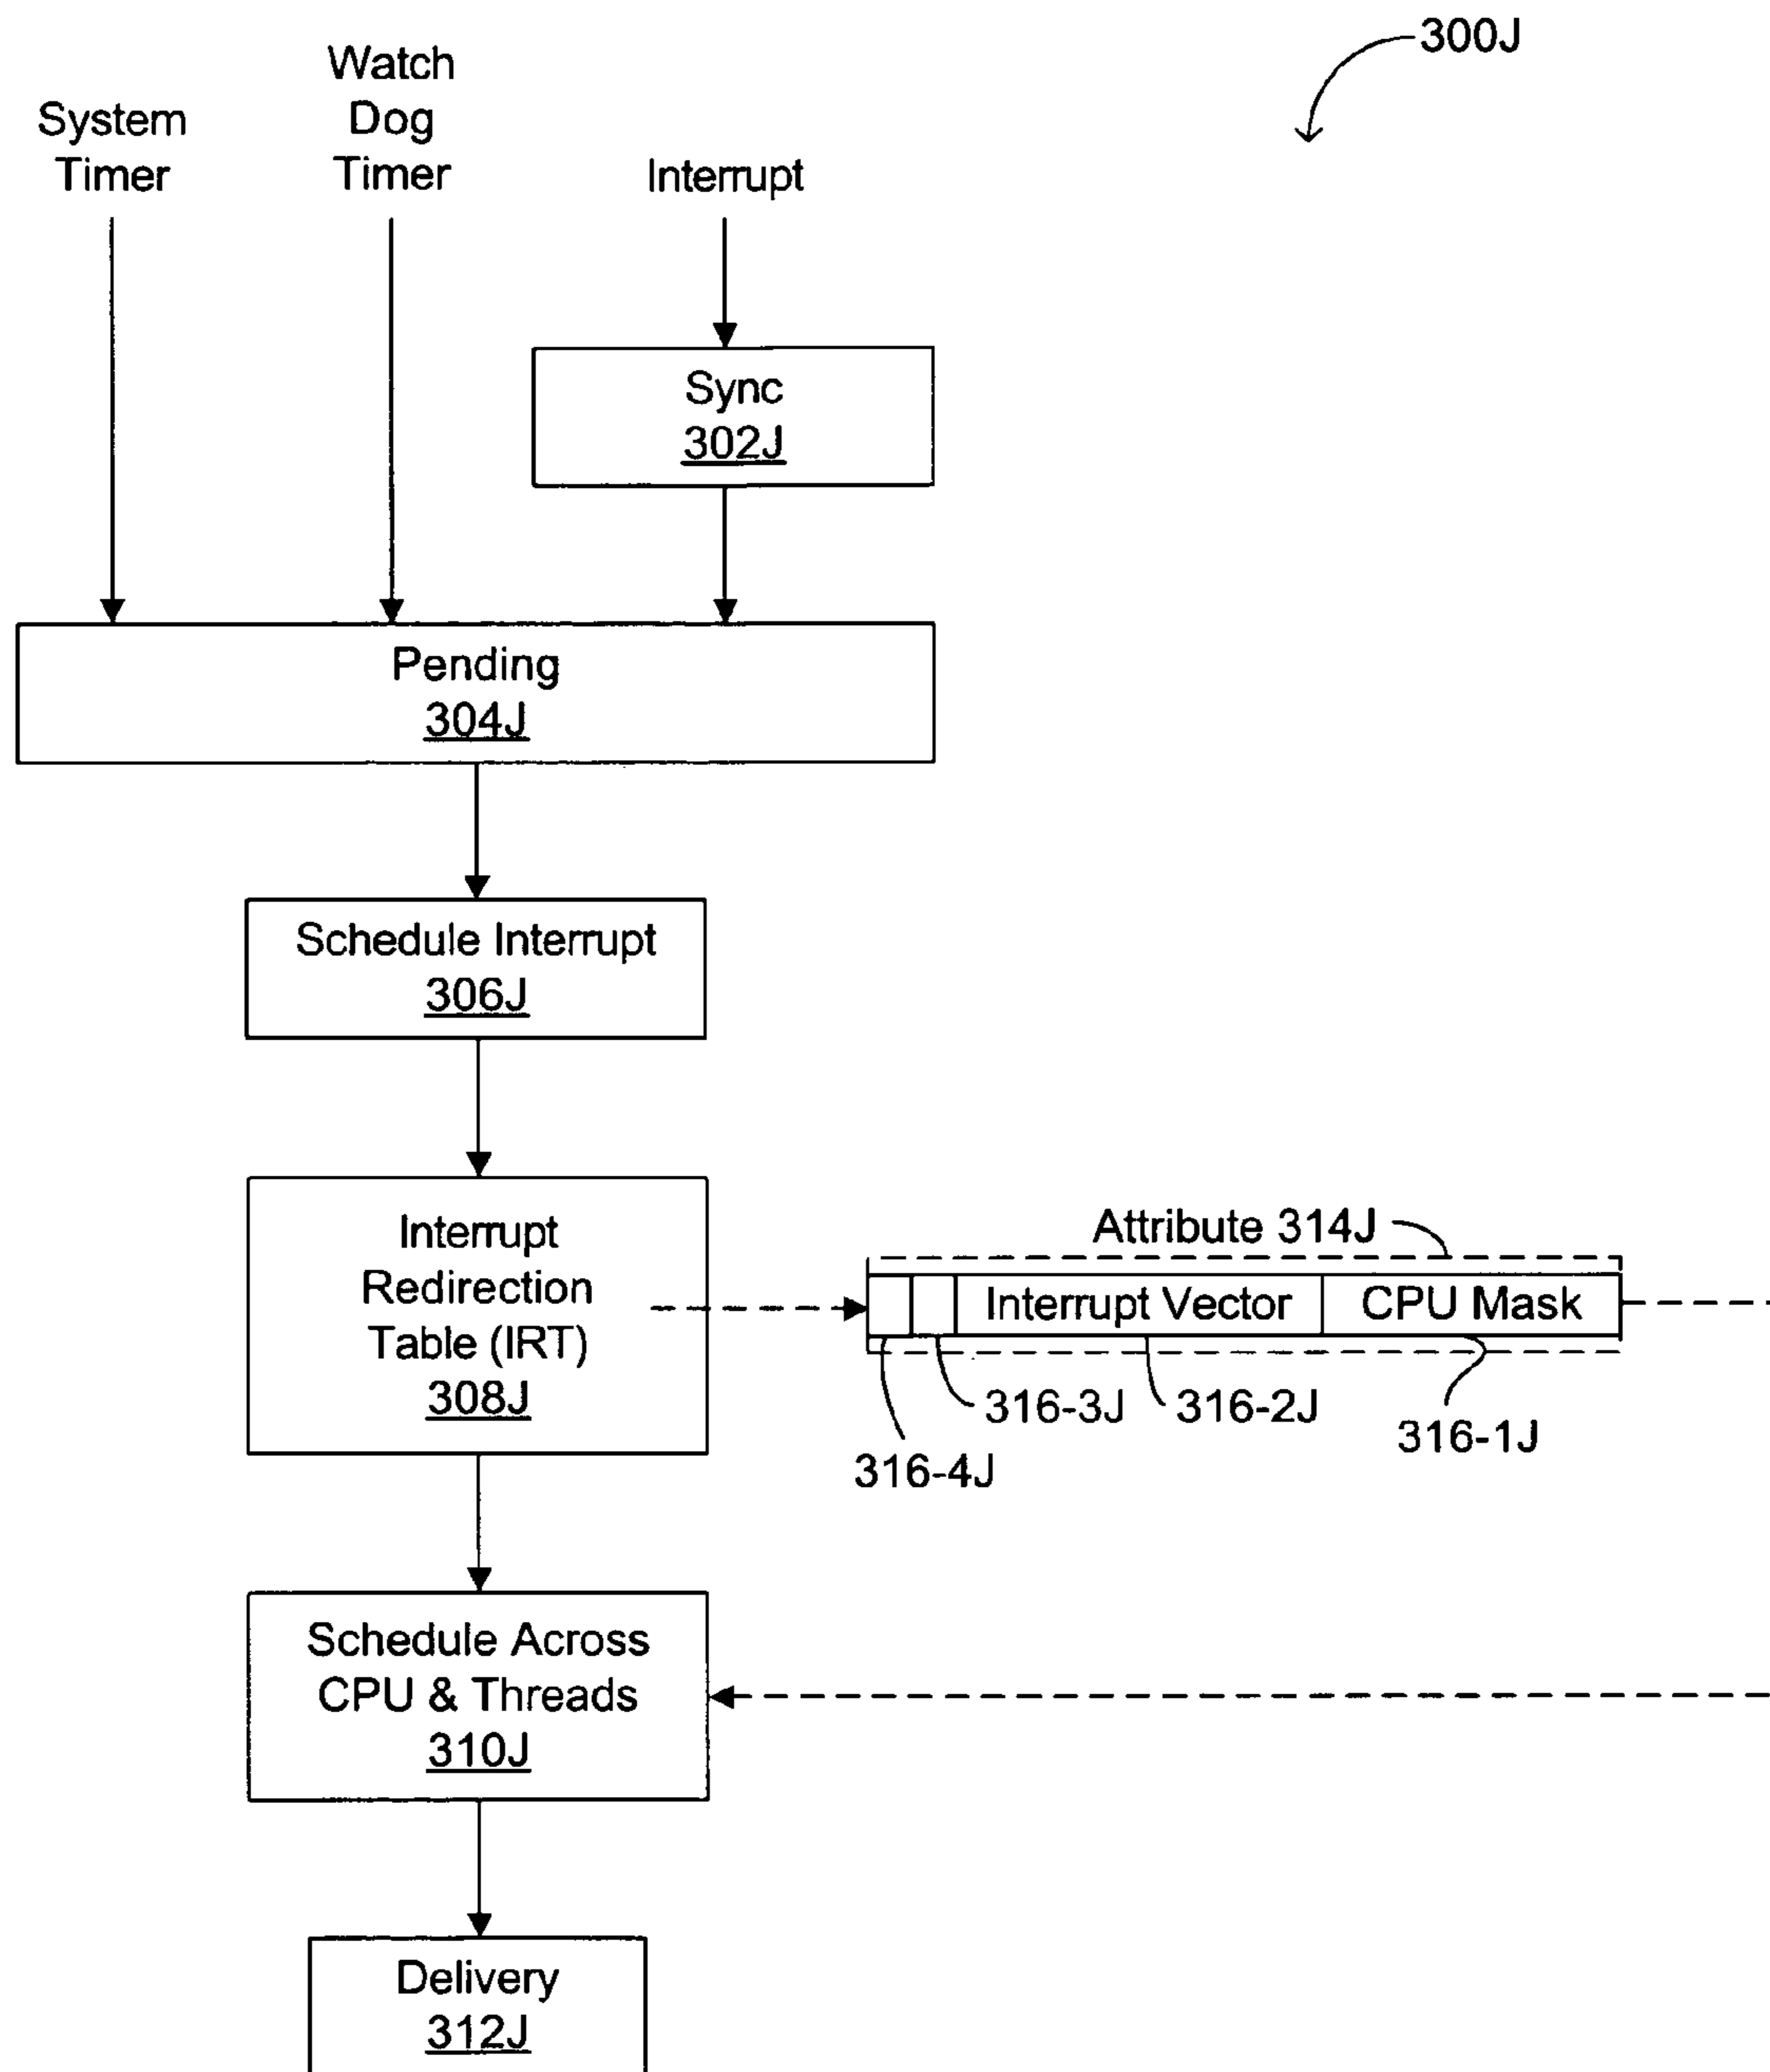 300J
System
Timer
Watch
Dog
Timer
Interrupt
Sync
302J
Pending
304J
Schedule Interrupt
306J
Interrupt
Redirection
Table (IRT)
308J
Attribute 314J
Interrupt Vector
CPU Mask
316-3J
316-2J
316-1J
316-4J
Schedule Across
CPU & Threads
310J
Delivery
312J